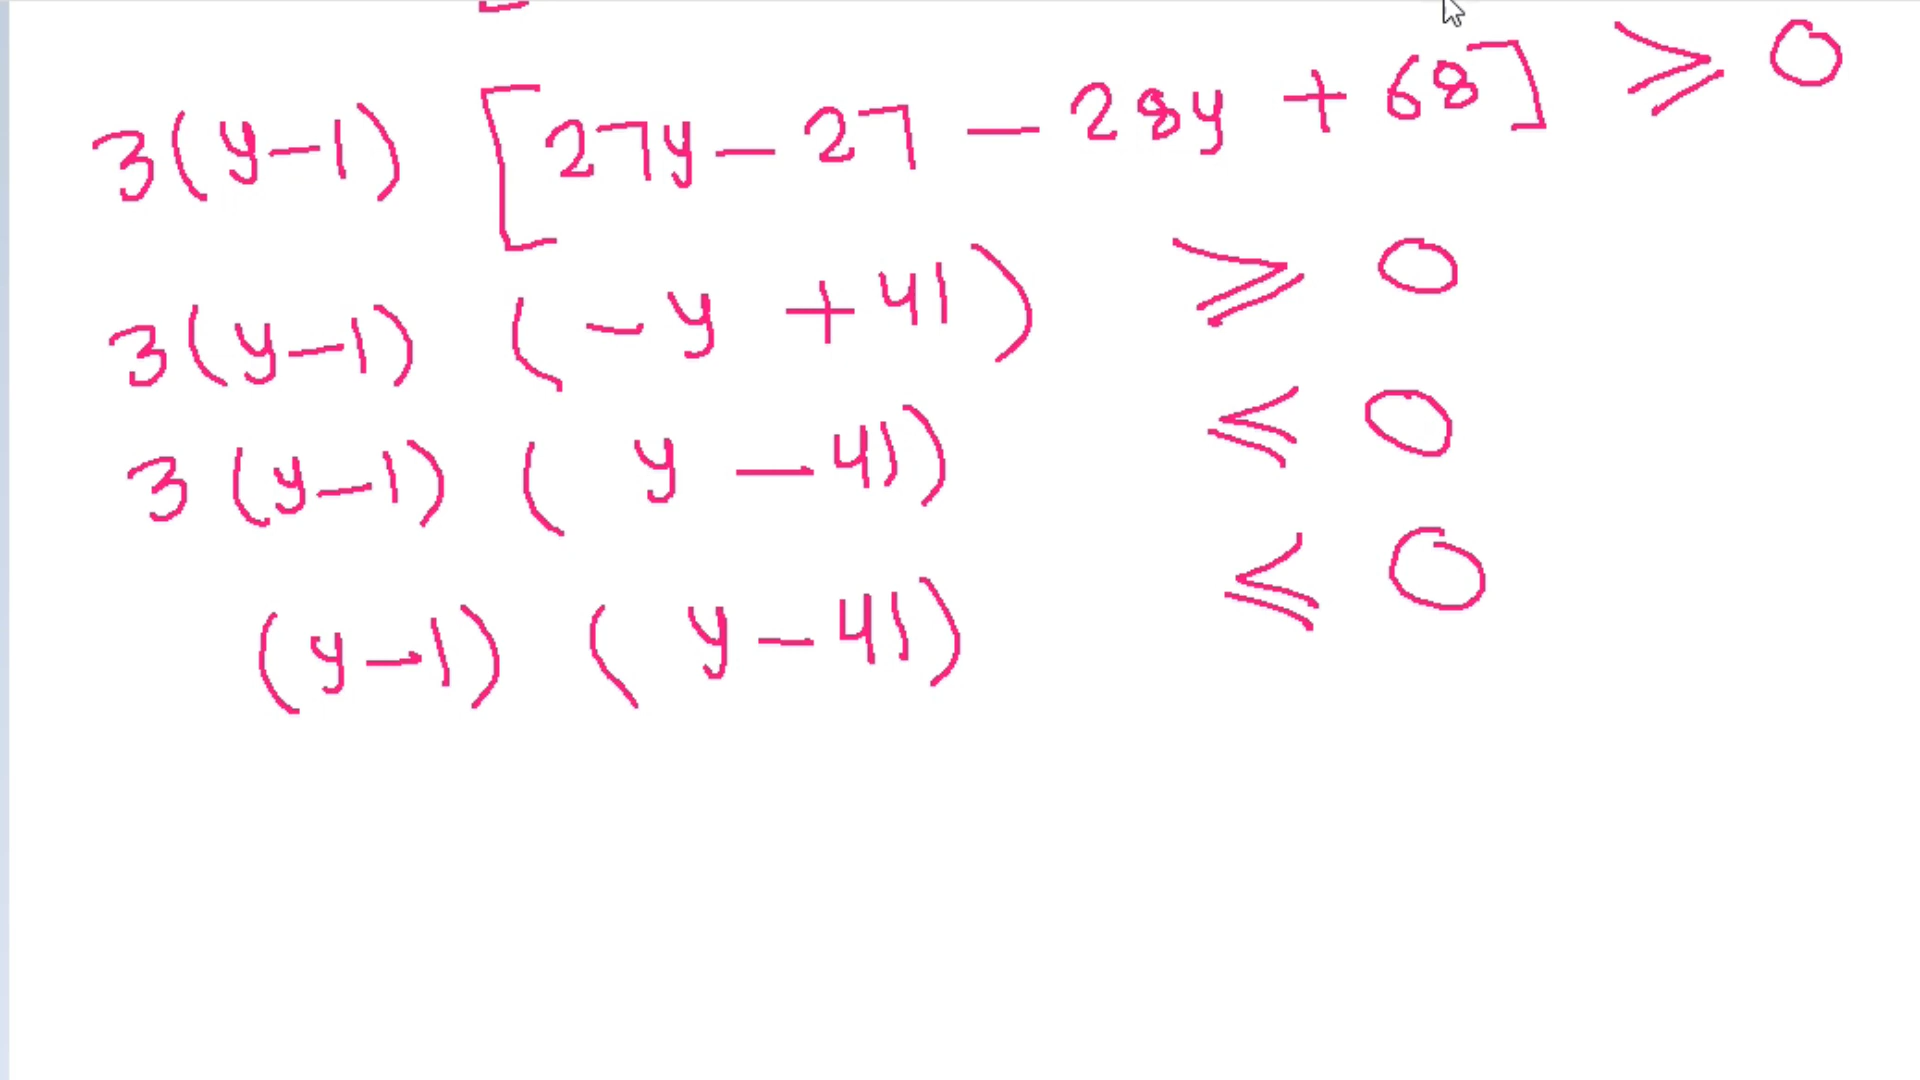 3(y-1) [27y - 27 - 28y + 68] ⩾ 0
3(y-1) (-y + 41) ⩾ 0
3(y-1) ( y - 41) ⩽ 0
(y-1) ( y - 41) ⩽ 0